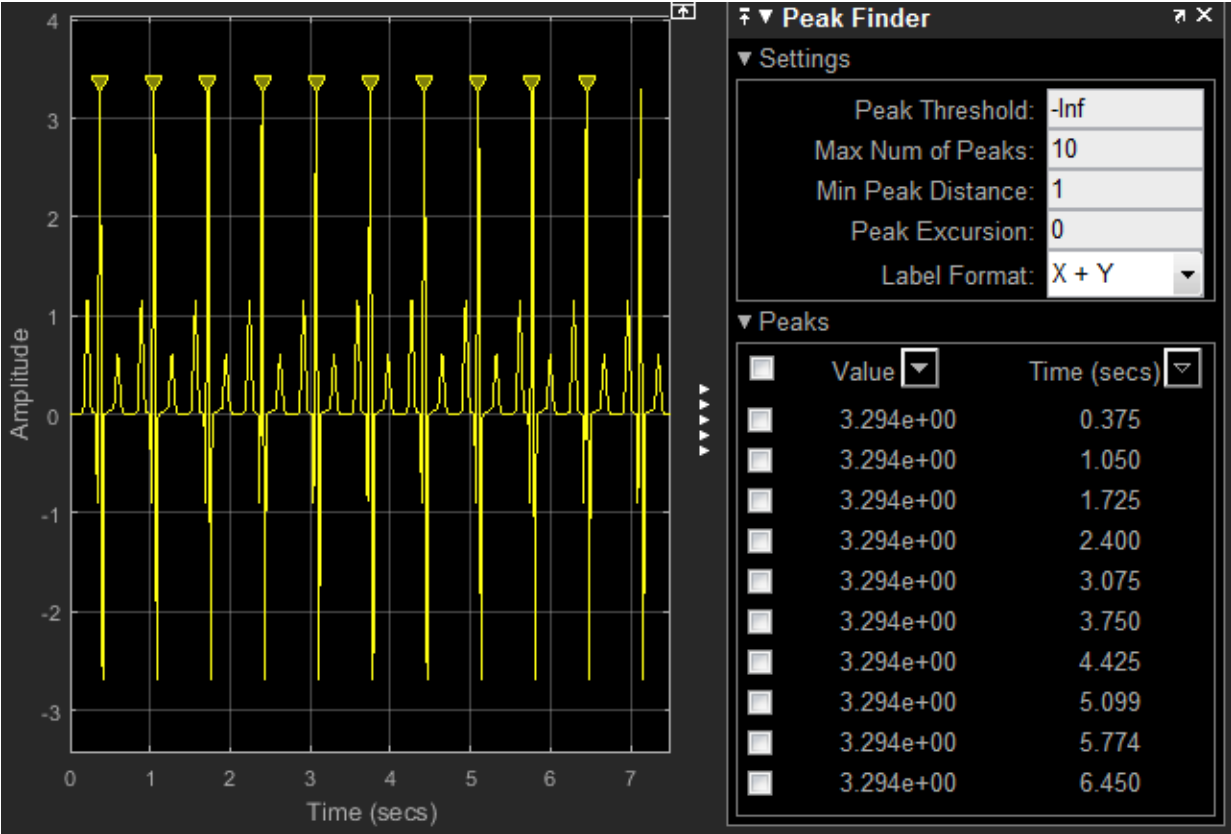 4
3
2
1
0
-1
-2
-3
Amplitude
0 1 2 3 4 5 6 7
Time (secs)
Peak Finder
Settings
Peak Threshold: -Inf
Max Num of Peaks: 10
Min Peak Distance: 1
Peak Excursion: 0
Label Format: X + Y
Peaks
Value Time (secs)
3.294e+00 0.375
3.294e+00 1.050
3.294e+00 1.725
3.294e+00 2.400
3.294e+00 3.075
3.294e+00 3.750
3.294e+00 4.425
3.294e+00 5.099
3.294e+00 5.774
3.294e+00 6.450